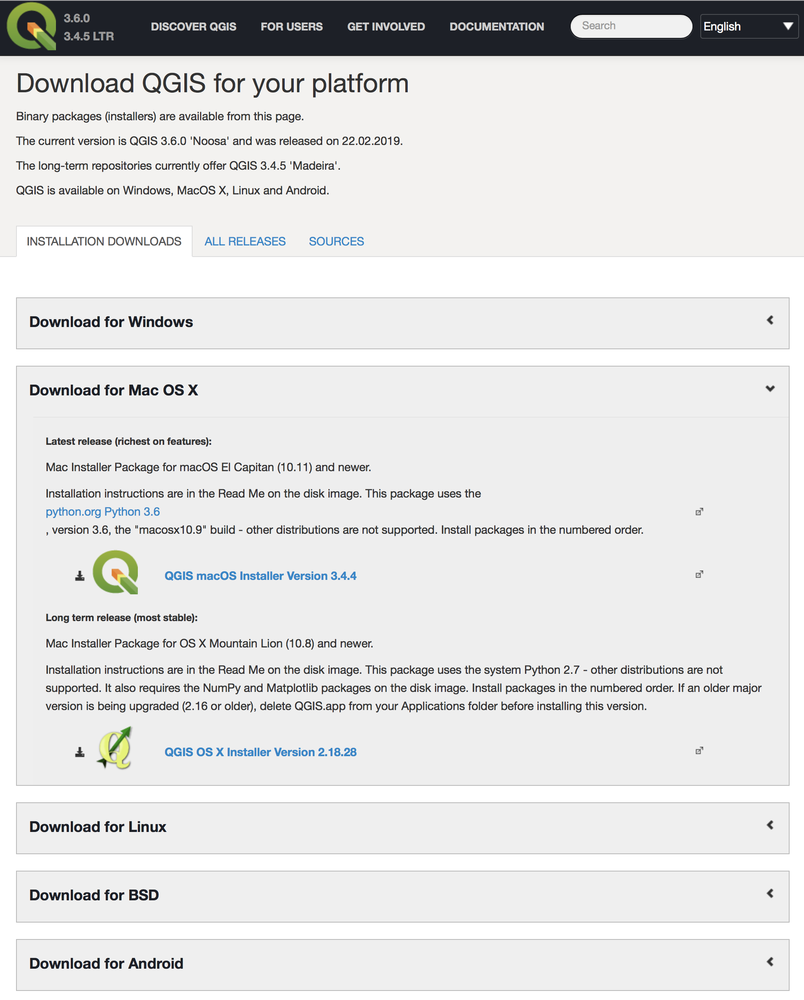 3.6.0
3.4.5 LTR
DISCOVER QGIS FOR USERS GET INVOLVED DOCUMENTATION Search English
Download QGIS for your platform
Binary packages (installers) are available from this page.
The current version is QGIS 3.6.0 'Noosa' and was released on 22.02.2019.
The long-term repositories currently offer QGIS 3.4.5 'Madeira'.
QGIS is available on Windows, MacOS X, Linux and Android.
INSTALLATION DOWNLOADS ALL RELEASES SOURCES
Download for Windows
Download for Mac OS X
Latest release (richest on features):
Mac Installer Package for macOS El Capitan (10.11) and newer.
Installation instructions are in the Read Me on the disk image. This package uses the
python.org Python 3.6
, version 3.6, the "macosx10.9" build - other distributions are not supported. Install packages in the numbered order.
QGIS macOS Installer Version 3.4.4
Long term release (most stable):
Mac Installer Package for OS X Mountain Lion (10.8) and newer.
Installation instructions are in the Read Me on the disk image. This package uses the system Python 2.7 - other distributions are not
supported. It also requires the NumPy and Matplotlib packages on the disk image. Install packages in the numbered order. If an older major
version is being upgraded (2.16 or older), delete QGIS.app from your Applications folder before installing this version.
QGIS OS X Installer Version 2.18.28
Download for Linux
Download for BSD
Download for Android